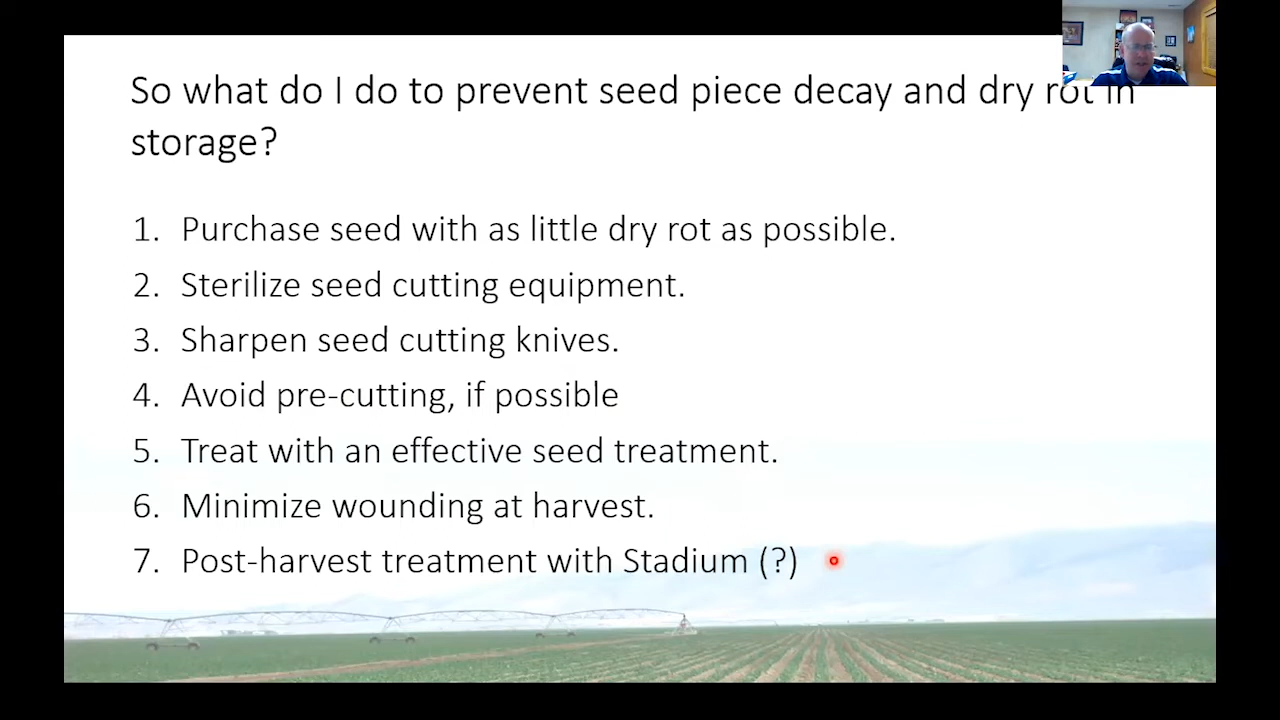 So what do I do to prevent seed piece decay and dry rot in
storage?
1. Purchase seed with as little dry rot as possible.
2. Sterilize seed cutting equipment.
3. Sharpen seed cutting knives.
4. Avoid pre-cutting, if possible
5. Treat with an effective seed treatment.
6. Minimize wounding at harvest.
7. Post-harvest treatment with Stadium (?)